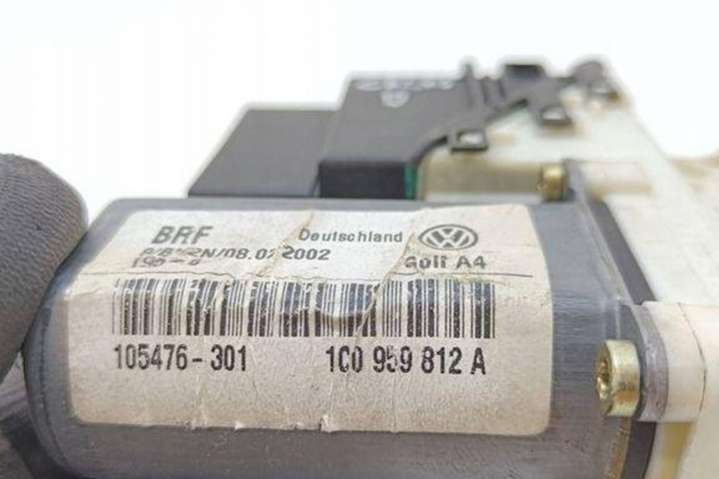 BRF Deutschland
2002 Golf A4
105476-301 1C0 959 812 A